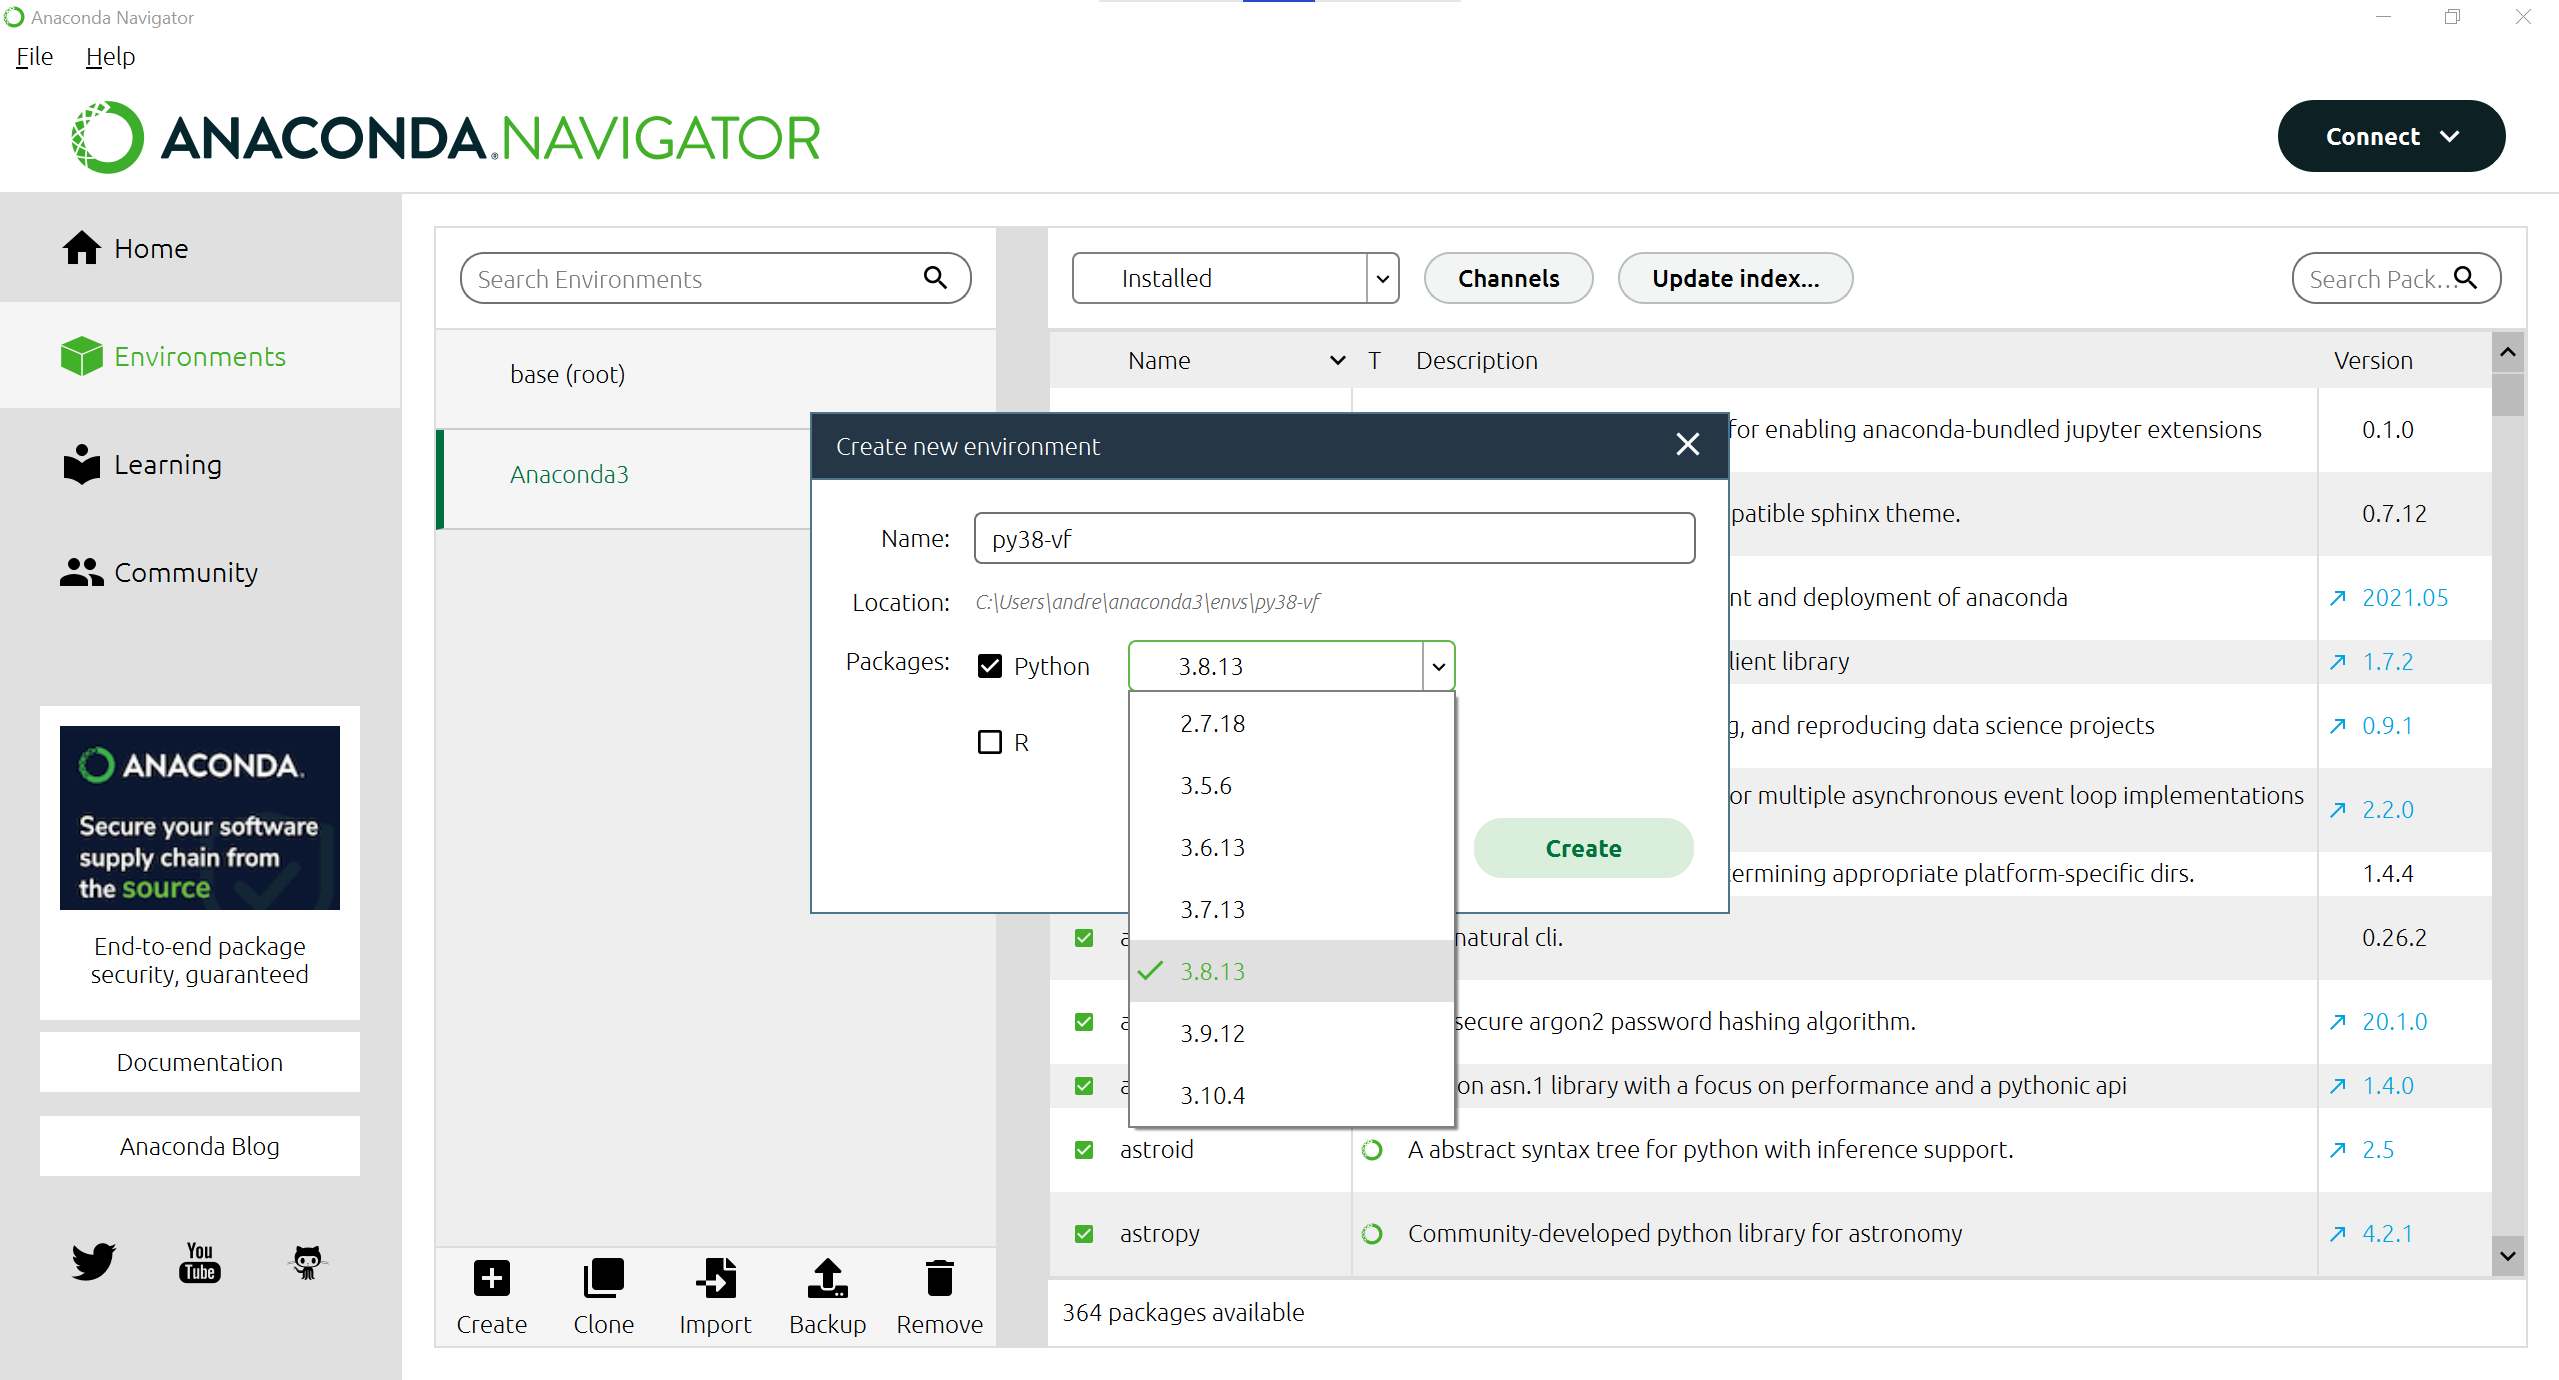 Anaconda Navigator
File Help
ANACONDA.NAVIGATOR
Connect
Home
Environments
Learning
Community
ANACONDA.
Secure your software
supply chain from
the source
End-to-end package
security, guaranteed
Documentation
Anaconda Blog
You
Tube
Search Environments
base (root)
Anaconda3
Create Clone Import Backup Remove
Installed Channels Update index... Search Pack...
Name T Description Version
for enabling anaconda-bundled jupyter extensions 0.1.0
patible sphinx theme. 0.7.12
nt and deployment of anaconda 2021.05
lient library 1.7.2
g, and reproducing data science projects 0.9.1
or multiple asynchronous event loop implementations 2.2.0
ermining appropriate platform-specific dirs. 1.4.4
natural cli. 0.26.2
secure argon2 password hashing algorithm. 20.1.0
on asn.1 library with a focus on performance and a pythonic api 1.4.0
astroid A abstract syntax tree for python with inference support. 2.5
astropy Community-developed python library for astronomy 4.2.1
364 packages available
Create new environment
Name: py38-vf
Location: C:\Users\andre\anaconda3\envs\py38-vf
Packages: Python 3.8.13
R
2.7.18
3.5.6
3.6.13
3.7.13
3.8.13
3.9.12
3.10.4
Create